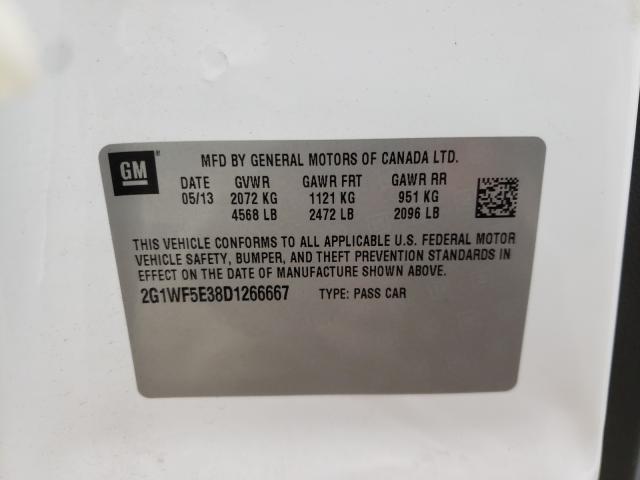 GM ®
MFD BY GENERAL MOTORS OF CANADA LTD.
DATE GVWR GAWR FRT GAWR RR
05/13 2072 KG 1121 KG 951 KG
4568 LB 2472 LB 2096 LB
THIS VEHICLE CONFORMS TO ALL APPLICABLE U.S. FEDERAL MOTOR
VEHICLE SAFETY, BUMPER, AND THEFT PREVENTION STANDARDS IN
EFFECT ON THE DATE OF MANUFACTURE SHOWN ABOVE.
2G1WF5E38D1266667 TYPE: PASS CAR